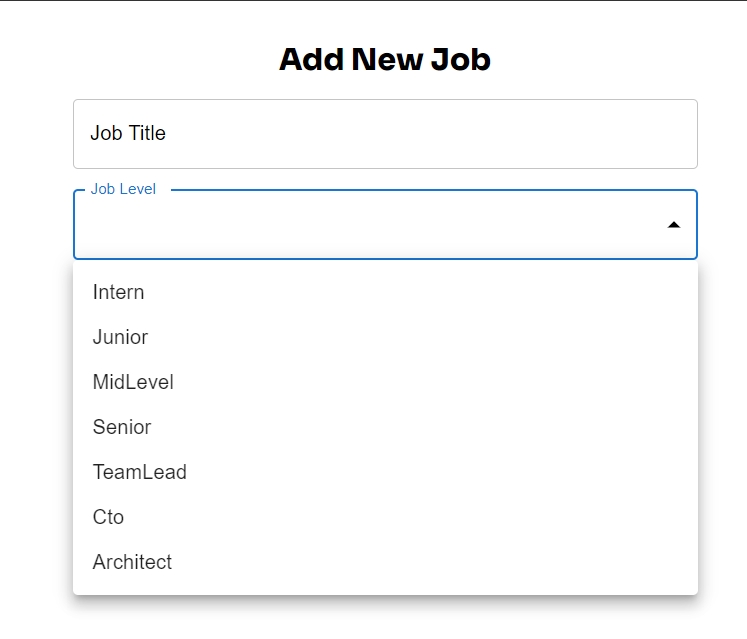 Add New Job
Job Title
Job Level
Intern
Junior
MidLevel
Senior
TeamLead
Cto
Architect